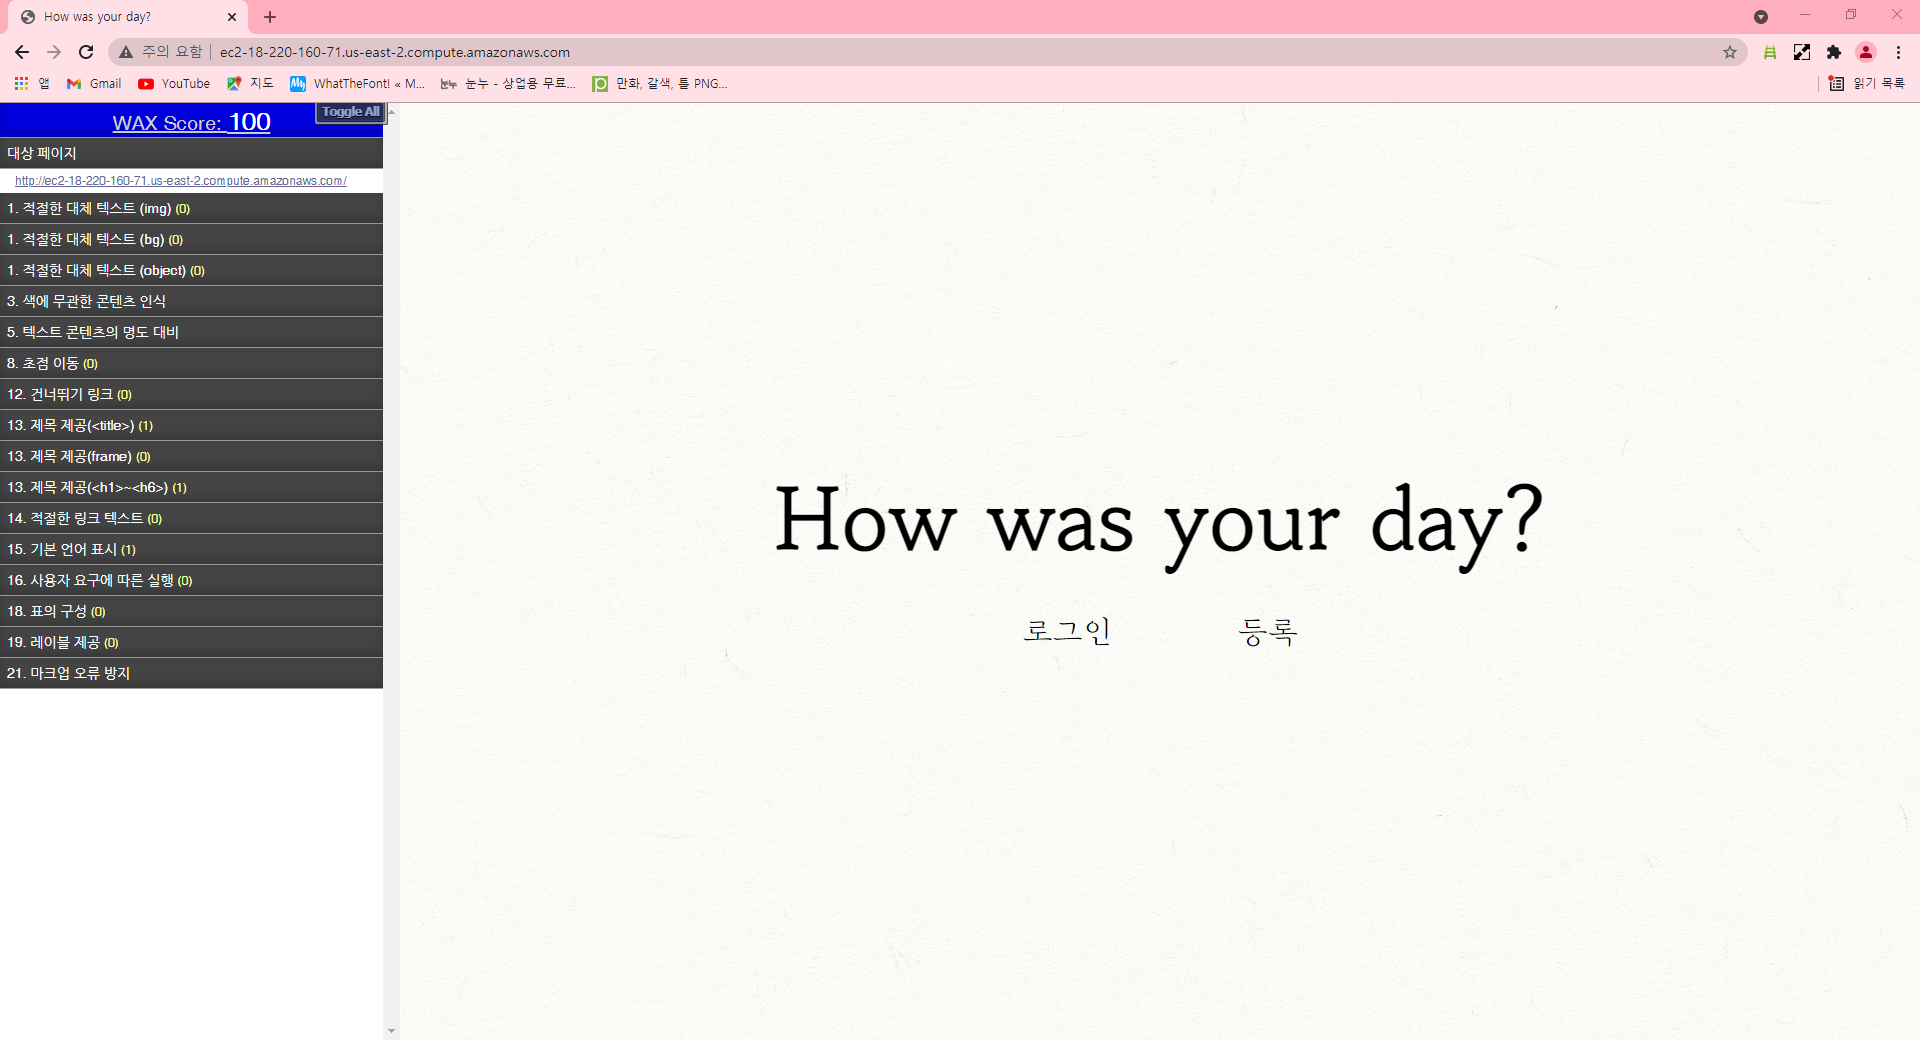 How was your day?
주의 요함 ec2-18-220-160-71.us-east-2.compute.amazonaws.com
앱 Gmail YouTube 지도 WhatTheFont! « M... 눈누 눈누 - 상업용 무료... 만화, 갈색, 틀 PNG... 읽기 목록
WAX Score: 100 Toggle All
대상 페이지
http://ec2-18-220-160-71.us-east-2.compute.amazonaws.com/
1. 적절한 대체 텍스트 (img) (0)
1. 적절한 대체 텍스트 (bg) (0)
1. 적절한 대체 텍스트 (object) (0)
3. 색에 무관한 콘텐츠 인식
5. 텍스트 콘텐츠의 명도 대비
8. 초점 이동 (0)
12. 건너뛰기 링크 (0)
13. 제목 제공(<title>) (1)
13. 제목 제공(frame) (0)
13. 제목 제공(<h1>~<h6>) (1)
14. 적절한 링크 텍스트 (0)
15. 기본 언어 표시 (1)
16. 사용자 요구에 따른 실행 (0)
18. 표의 구성 (0)
19. 레이블 제공 (0)
21. 마크업 오류 방지
How was your day?
로그인 등록